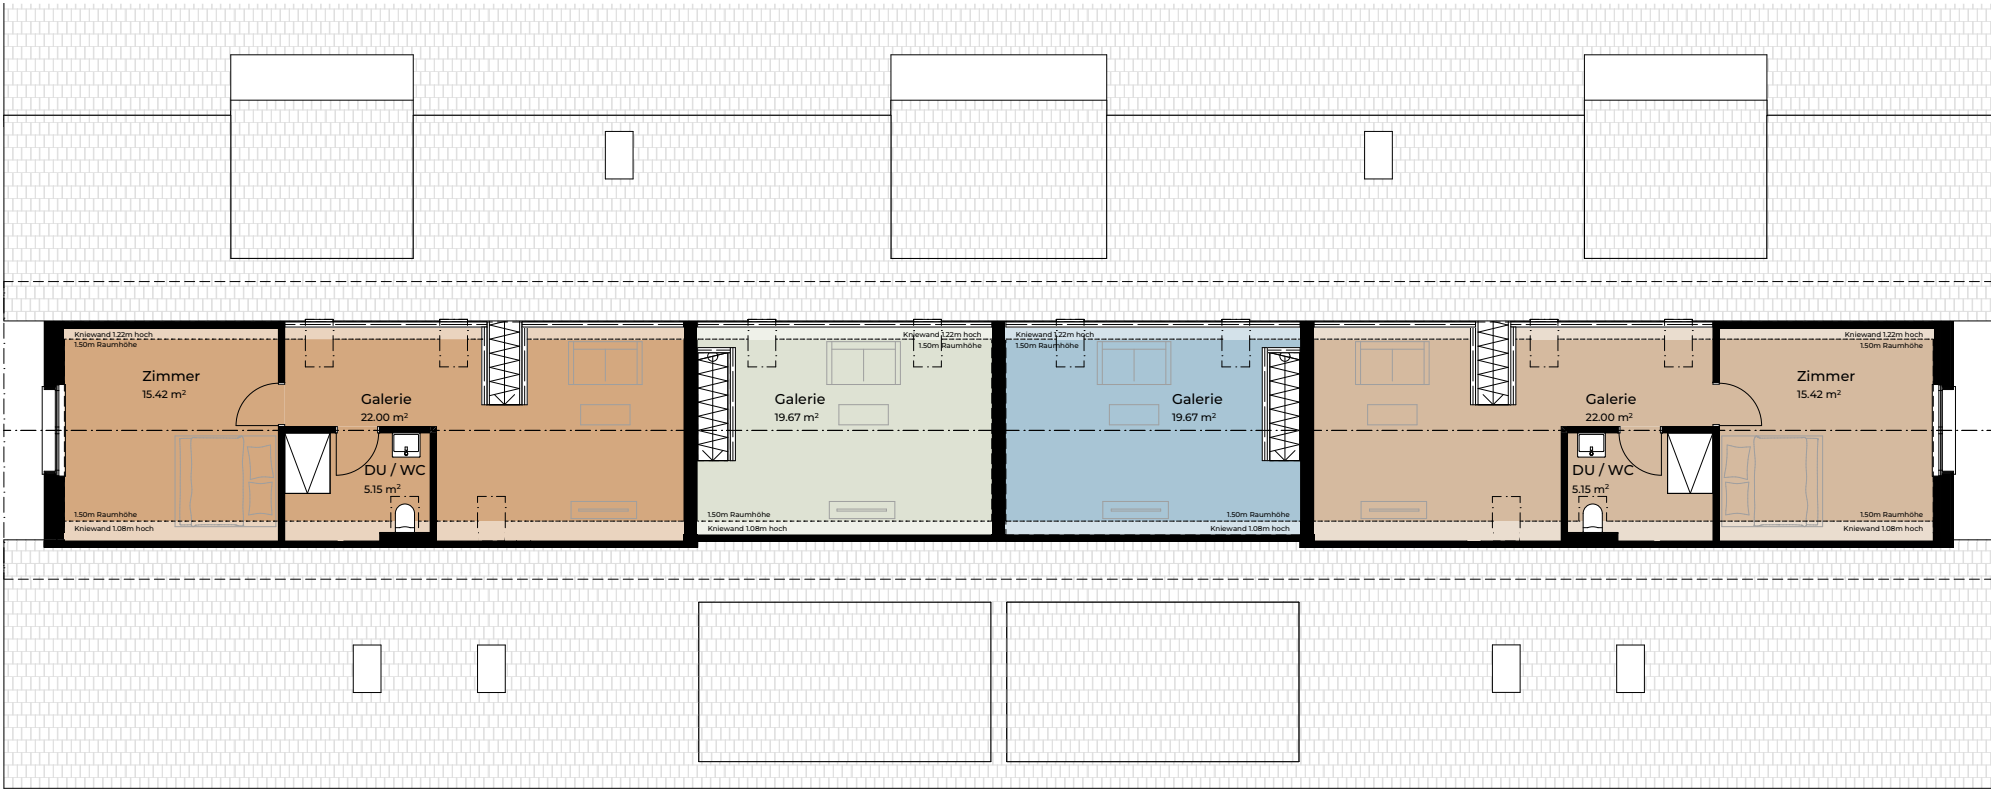 Kniewand 1.22m hoch
1.50m Raumhöhe
Zimmer
15.42 m²
1.50m Raumhöhe
Kniewand 1.08m hoch
Galerie
22.00 m²
DU / WC
5.15 m²
Kniewand 1.22m hoch
1.50m Raumhöhe
Galerie
19.67 m²
1.50m Raumhöhe
Kniewand 1.08m hoch
Kniewand 1.22m hoch
1.50m Raumhöhe
Galerie
19.67 m²
1.50m Raumhöhe
Kniewand 1.08m hoch
Galerie
22.00 m²
DU / WC
5.15 m²
Kniewand 1.22m hoch
1.50m Raumhöhe
Zimmer
15.42 m²
1.50m Raumhöhe
Kniewand 1.08m hoch